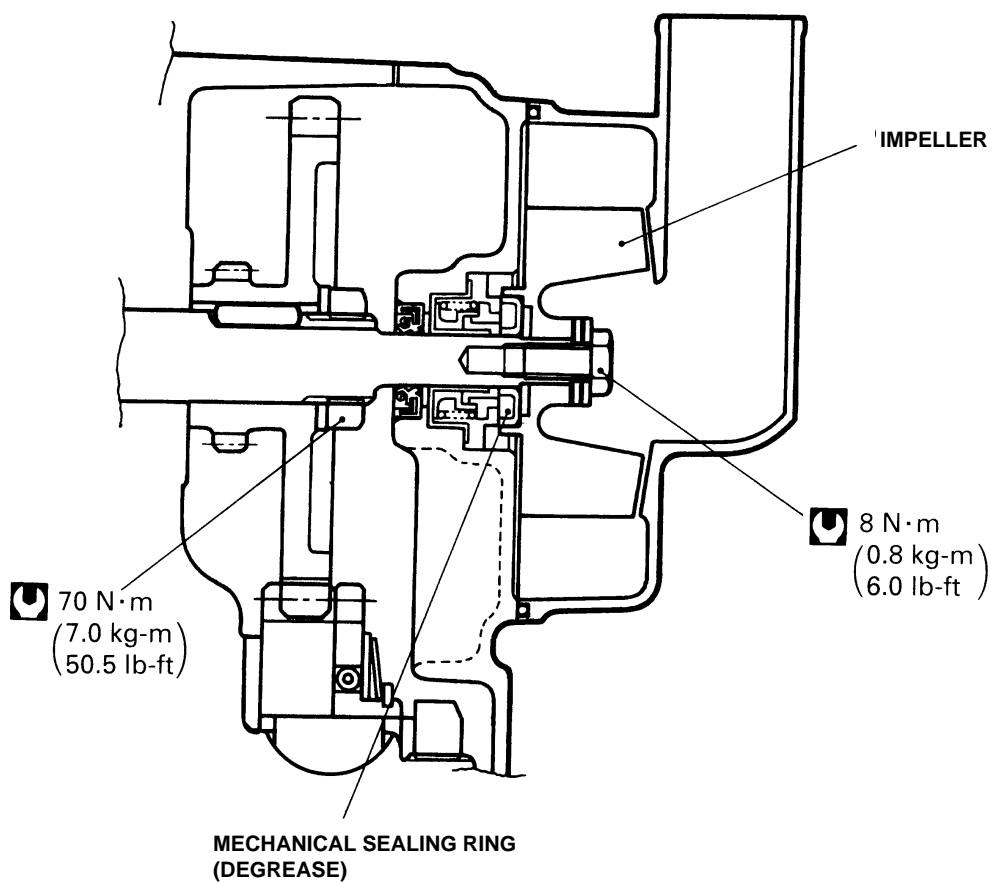 IMPELLER
8 N·m
(0.8 kg-m
6.0 lb-ft)
70 N·m
(7.0 kg-m
50.5 lb-ft)
MECHANICAL SEALING RING
(DEGREASE)